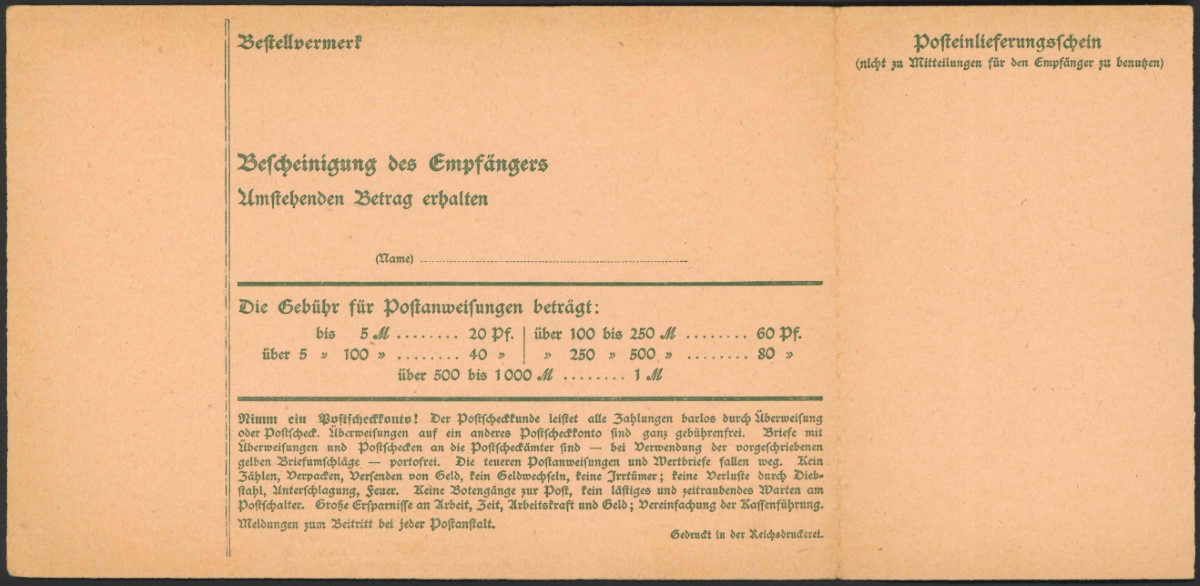 Bestellvermerk
Bescheinigung des Empfängers
Umstehenden Betrag erhalten
(Name) ........................................
Die Gebühr für Postanweisungen beträgt:
bis 5 M ........ 20 Pf. | über 100 bis 250 M ........ 60 Pf.
über 5 „ 100 „ ........ 40 „ | „ 250 „ 500 „ ........ 80 „
über 500 bis 1000 M ........ 1 M
Nimm ein Postscheckkonto! Der Postscheckkunde leistet alle Zahlungen barlos durch Überweisung
oder Postscheck. Überweisungen auf ein anderes Postscheckkonto sind ganz gebührenfrei. Briefe mit
Überweisungen und Postschecken an die Postscheckämter sind — bei Verwendung der vorgeschriebenen
gelben Briefumschläge — portofrei. Die teueren Postanweisungen und Wertbriefe fallen weg. Kein
Zählen, Verpacken, Versenden von Geld, kein Geldwechseln, keine Irrtümer; keine Verluste durch Dieb-
stahl, Unterschlagung, Feuer. Keine Botengänge zur Post, kein lästiges und zeitraubendes Warten am
Postschalter. Große Ersparnisse an Arbeit, Zeit, Arbeitskraft und Geld; Vereinfachung der Kassenführung.
Meldungen zum Beitritt bei jeder Postanstalt.
Gedruckt in der Reichsdruckerei.
Posteinlieferungsschein
(nicht zu Mitteilungen für den Empfänger zu benutzen)